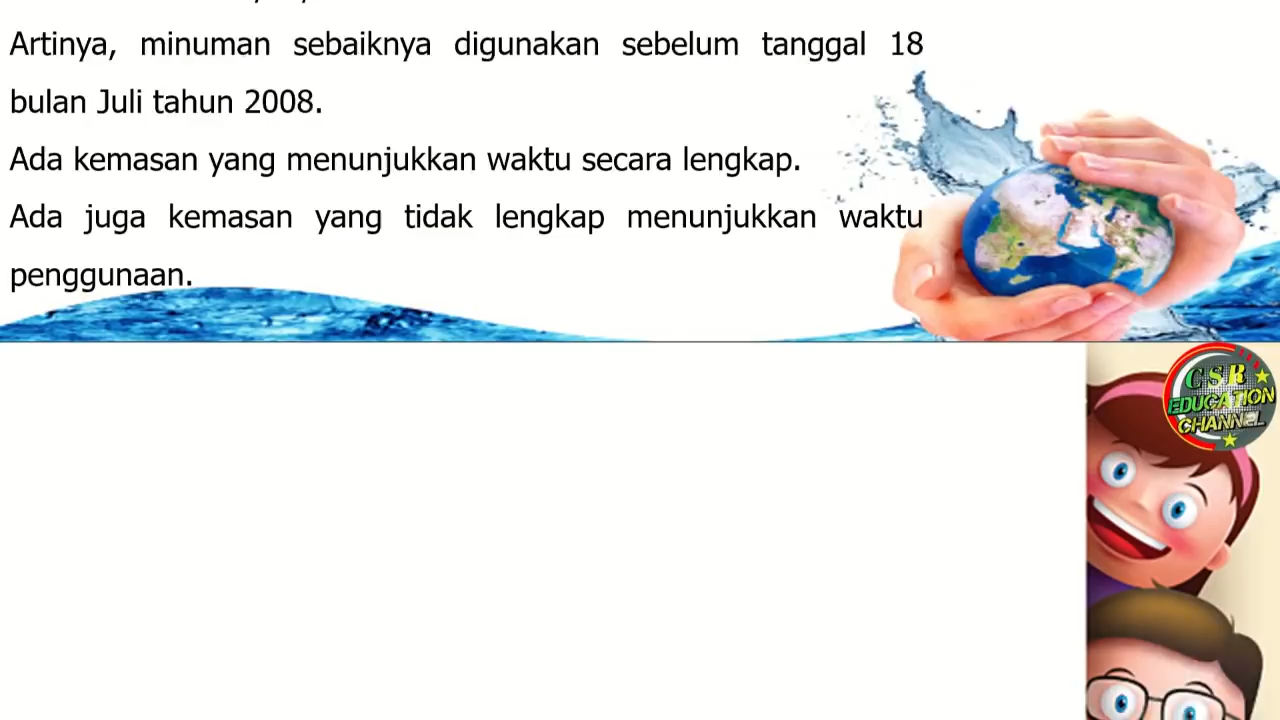 Artinya, minuman sebaiknya digunakan sebelum tanggal 18
bulan Juli tahun 2008.
Ada kemasan yang menunjukkan waktu secara lengkap.
Ada juga kemasan yang tidak lengkap menunjukkan waktu
penggunaan.
CSR
EDUCATION
CHANNEL